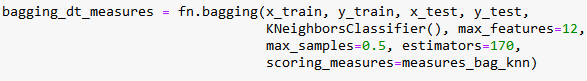 bagging_dt_measures = fn.bagging(x_train, y_train, x_test, y_test,
KNeighborsClassifier(), max_features=12,
max_samples=0.5, estimators=170,
scoring_measures=measures_bag_knn)